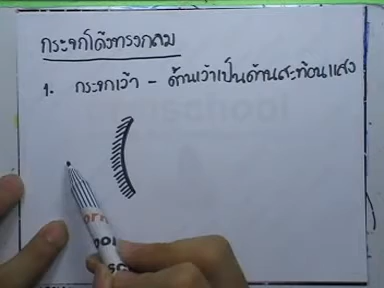 กระจกโค้งทรงกลม
1. กระจกเว้า - ด้านเว้าเป็นด้านสะท้อนแสง